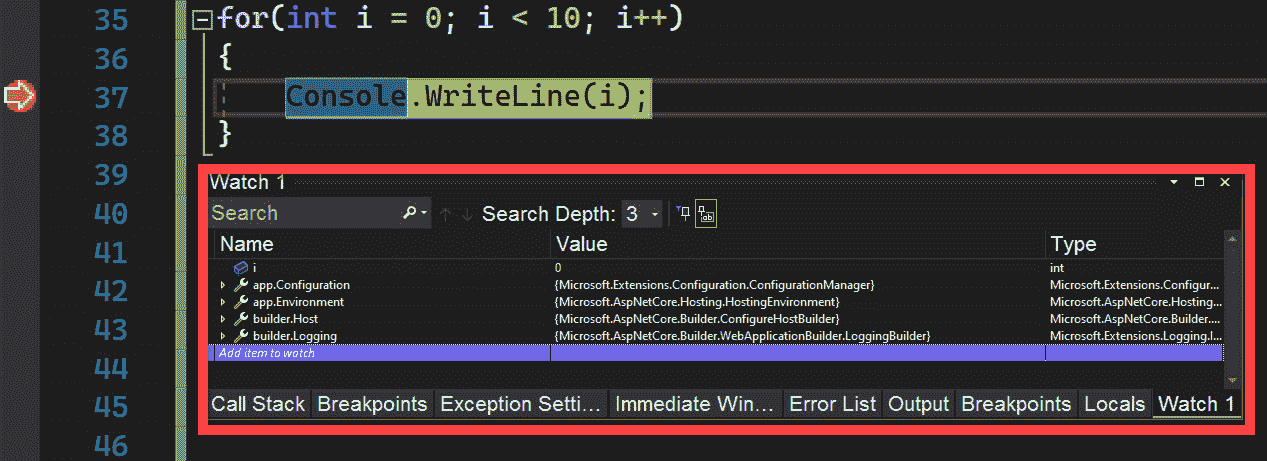 35 for(int i = 0; i < 10; i++)
36 {
37 Console.WriteLine(i);
38 }
39
Watch 1
40 Search Search Depth: 3
41 Name Value Type
i 0 int
42 app.Configuration {Microsoft.Extensions.Configuration.ConfigurationManager} Microsoft.Extensions.Configur...
app.Environment {Microsoft.AspNetCore.Hosting.HostingEnvironment} Microsoft.AspNetCore.Hosting...
builder.Host {Microsoft.AspNetCore.Builder.ConfigureHostBuilder} Microsoft.AspNetCore.Builder....
43 builder.Logging {Microsoft.AspNetCore.Builder.WebApplicationBuilder.LoggingBuilder} Microsoft.Extensions.Logging.I...
Add item to watch
44
45 Call Stack Breakpoints Exception Setti... Immediate Win... Error List Output Breakpoints Locals Watch 1
46